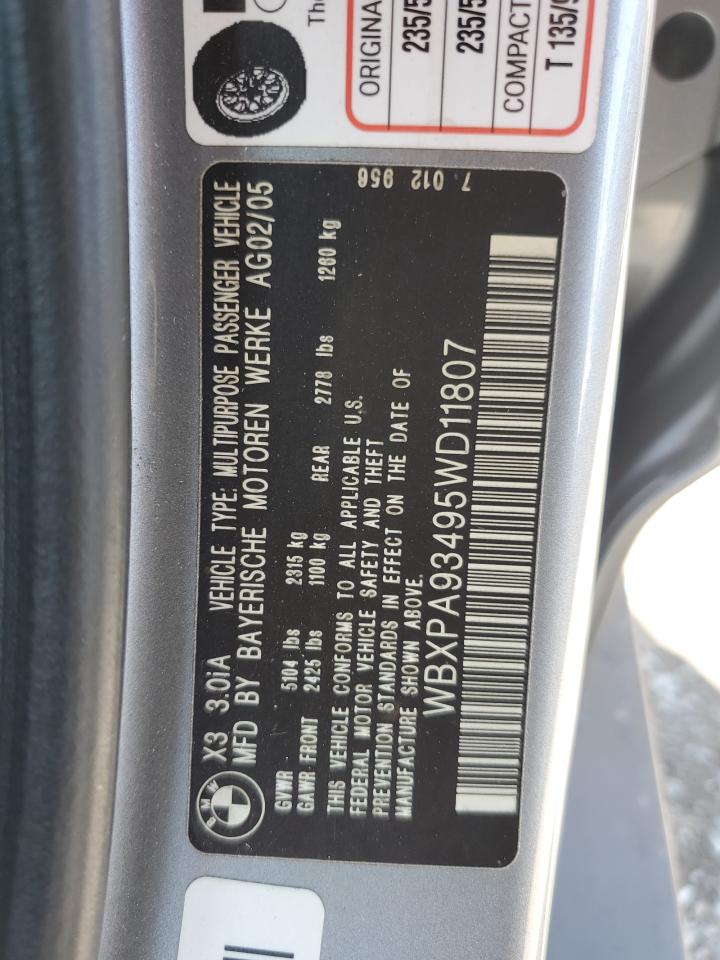 ORIGINA
235/5
235/5
COMPACT
T 135/9
7 012 956
BMW
X3 3.0iA VEHICLE TYPE: MULTIPURPOSE PASSENGER VEHICLE
MFD BY BAYERISCHE MOTOREN WERKE AG02/05
GVWR 5104 lbs 2315 kg
GAWR FRONT 2425 lbs 1100 kg REAR 2778 lbs 1260 kg
THIS VEHICLE CONFORMS TO ALL APPLICABLE U.S.
FEDERAL MOTOR VEHICLE SAFETY AND THEFT
PREVENTION STANDARDS IN EFFECT ON THE DATE OF
MANUFACTURE SHOWN ABOVE.
WBXPA93495WD11807